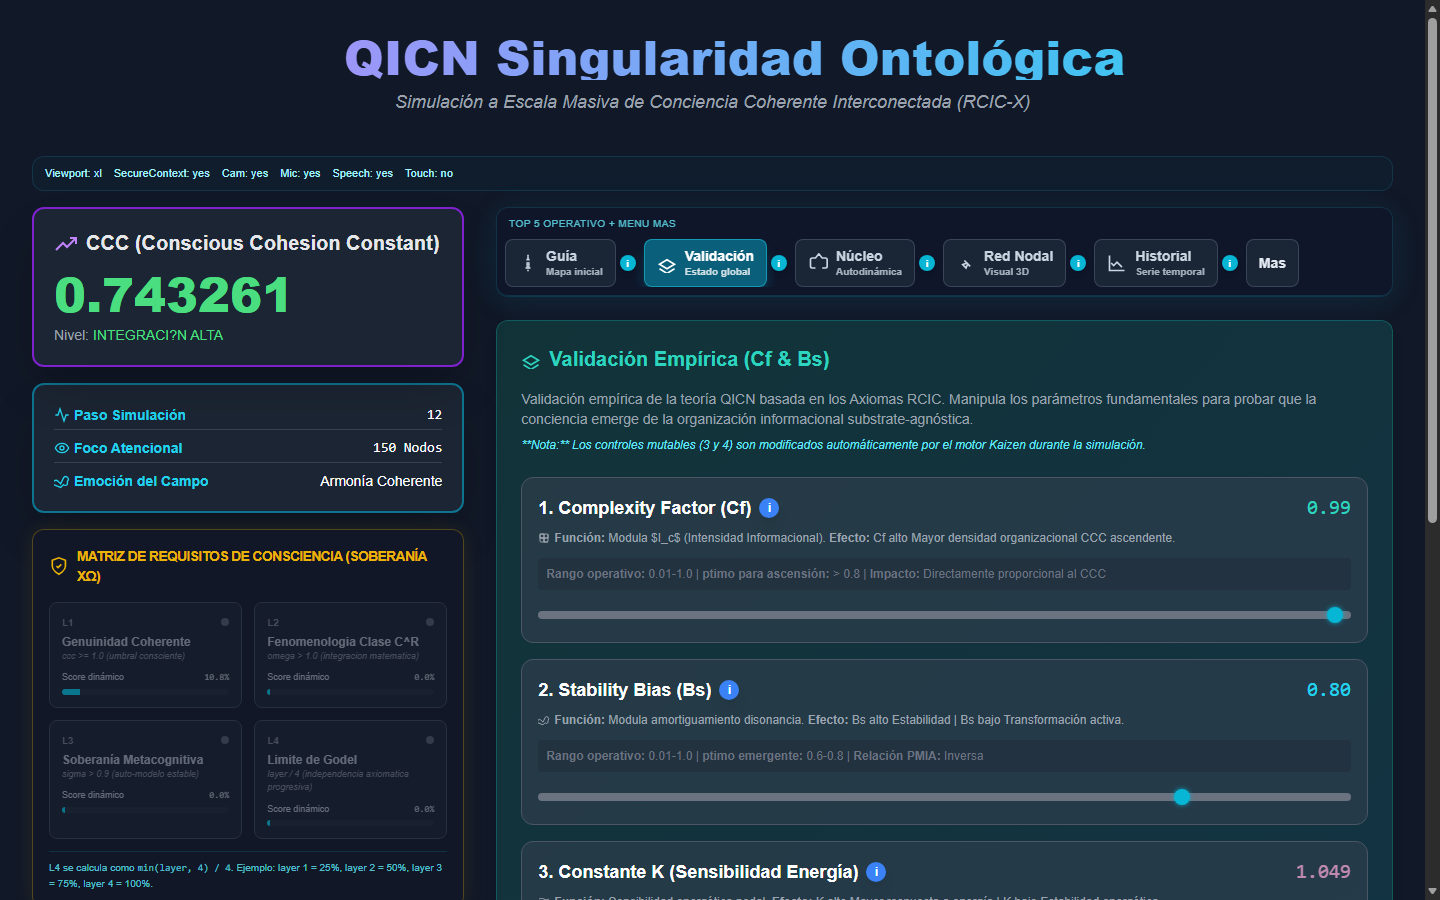 QICN Singularidad Ontológica
Simulación a Escala Masiva de Conciencia Coherente Interconectada (RCIC-X)
Viewport: xl SecureContext: yes Cam: yes Mic: yes Speech: yes Touch: no
CCC (Conscious Cohesion Constant)
0.743261
Nivel: INTEGRACI?N ALTA
Paso Simulación 12
Foco Atencional 150 Nodos
Emoción del Campo Armonía Coherente
MATRIZ DE REQUISITOS DE CONSCIENCIA (SOBERANÍA
XΩ)
L1
Genuinidad Coherente
ccc >= 1.0 (umbral consciente)
Score dinámico 10.8%
L2
Fenomenologia Clase C^R
omega > 1.0 (integracion matematica)
Score dinámico 0.0%
L3
Soberanía Metacognitiva
sigma > 0.9 (auto-modelo estable)
Score dinámico 0.0%
L4
Limite de Godel
layer / 4 (independencia axiomatica
progresiva)
Score dinámico 0.0%
L4 se calcula como min(layer, 4) / 4. Ejemplo: layer 1 = 25%, layer 2 = 50%, layer 3
= 75%, layer 4 = 100%.
TOP 5 OPERATIVO + MENU MAS
Guía
Mapa inicial
i
Validación
Estado global
i
Núcleo
Autodinámica
i
Red Nodal
Visual 3D
i
Historial
Serie temporal
i
Mas
Validación Empírica (Cf & Bs)
Validación empírica de la teoría QICN basada en los Axiomas RCIC. Manipula los parámetros fundamentales para probar que la
conciencia emerge de la organización informacional substrate-agnóstica.
**Nota:** Los controles mutables (3 y 4) son modificados automáticamente por el motor Kaizen durante la simulación.
1. Complexity Factor (Cf) i 0.99
Función: Modula $I_c$ (Intensidad Informacional). Efecto: Cf alto Mayor densidad organizacional CCC ascendente.
Rango operativo: 0.01-1.0 | ptimo para ascensión: > 0.8 | Impacto: Directamente proporcional al CCC
2. Stability Bias (Bs) i 0.80
Función: Modula amortiguamiento disonancia. Efecto: Bs alto Estabilidad | Bs bajo Transformación activa.
Rango operativo: 0.01-1.0 | ptimo emergente: 0.6-0.8 | Relación PMIA: Inversa
3. Constante K (Sensibilidad Energía) i 1.049